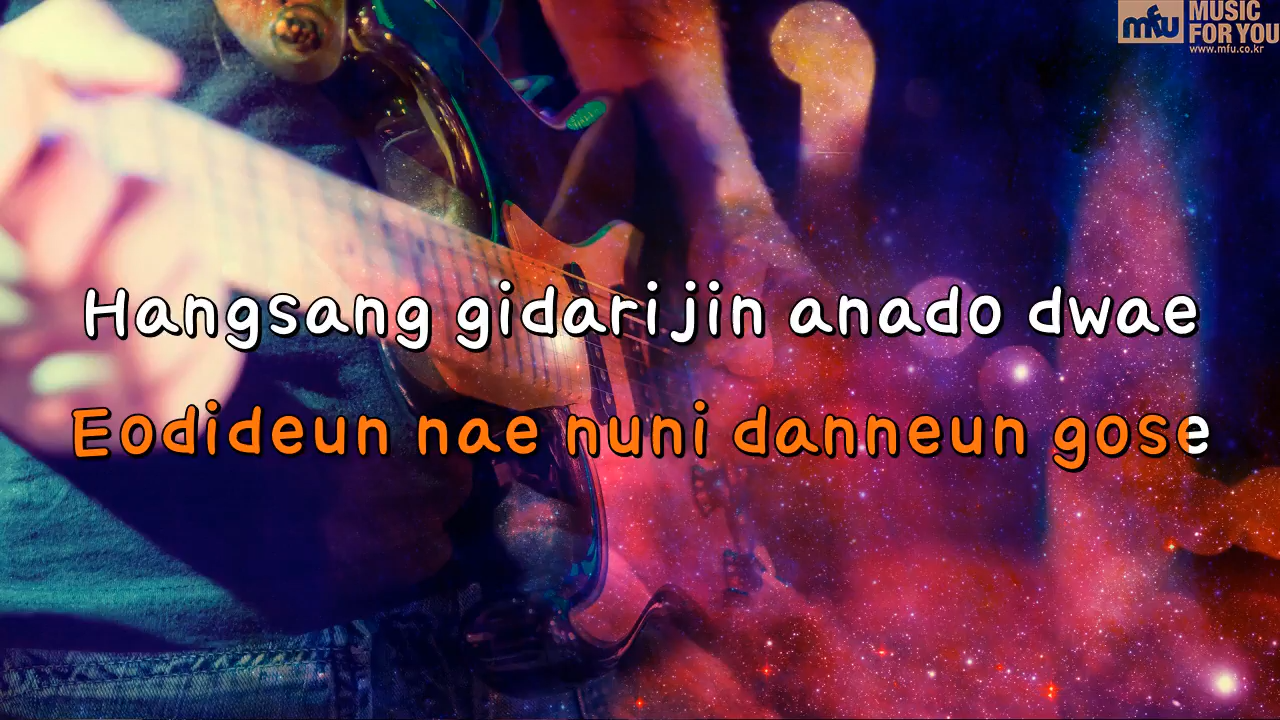 mfu MUSIC
FOR YOU
www.mfu.co.kr
Hangsang gidarijin anado dwae
Eodideun nae nuni danneun gose